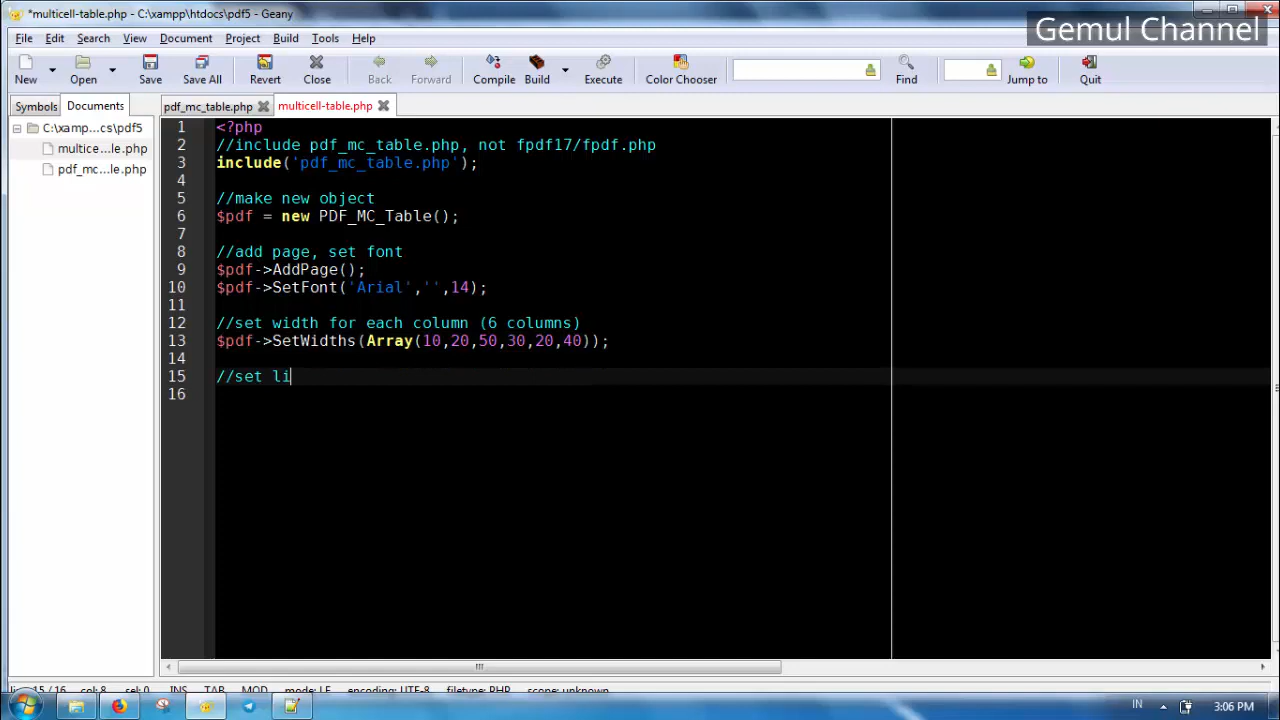 *multicell-table.php - C:\xampp\htdocs\pdf5 - Geany
Gemul Channel
File Edit Search View Document Project Build Tools Help
New Open Save Save All Revert Close Back Forward Compile Build Execute Color Chooser Find Jump to Quit
Symbols Documents pdf_mc_table.php multicell-table.php
C:\xamp...cs\pdf5
multice...le.php
pdf_mc...le.php
1 <?php
2 //include pdf_mc_table.php, not fpdf17/fpdf.php
3 include('pdf_mc_table.php');
4
5 //make new object
6 $pdf = new PDF_MC_Table();
7
8 //add page, set font
9 $pdf->AddPage();
10 $pdf->SetFont('Arial','',14);
11
12 //set width for each column (6 columns)
13 $pdf->SetWidths(Array(10,20,50,30,20,40));
14
15 //set li
16
15 / 16 col: 8 sel: 0 INS TAB MOD mode: LF encoding: UTF-8 filetype: PHP scope: unknown
IN 3:06 PM